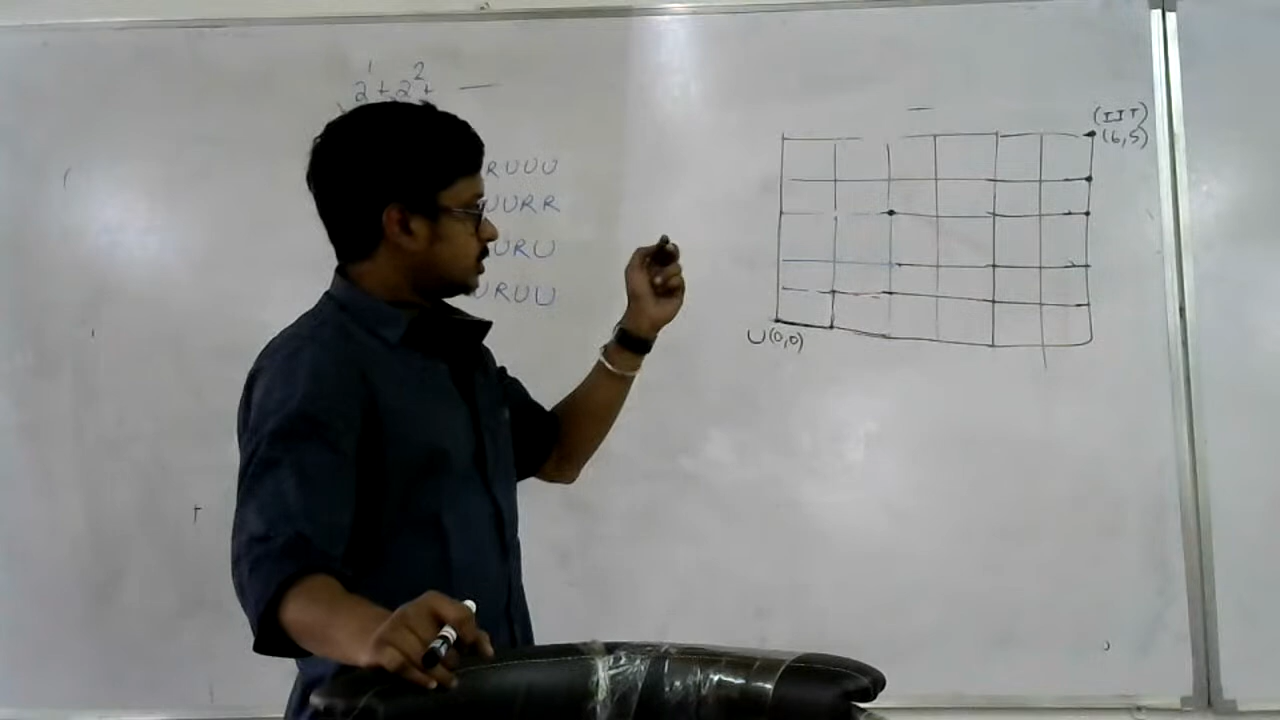 2¹ + 2² + —
RUUU
UURR
URU
URUU
(IIT)
(6,5)
U(0,0)